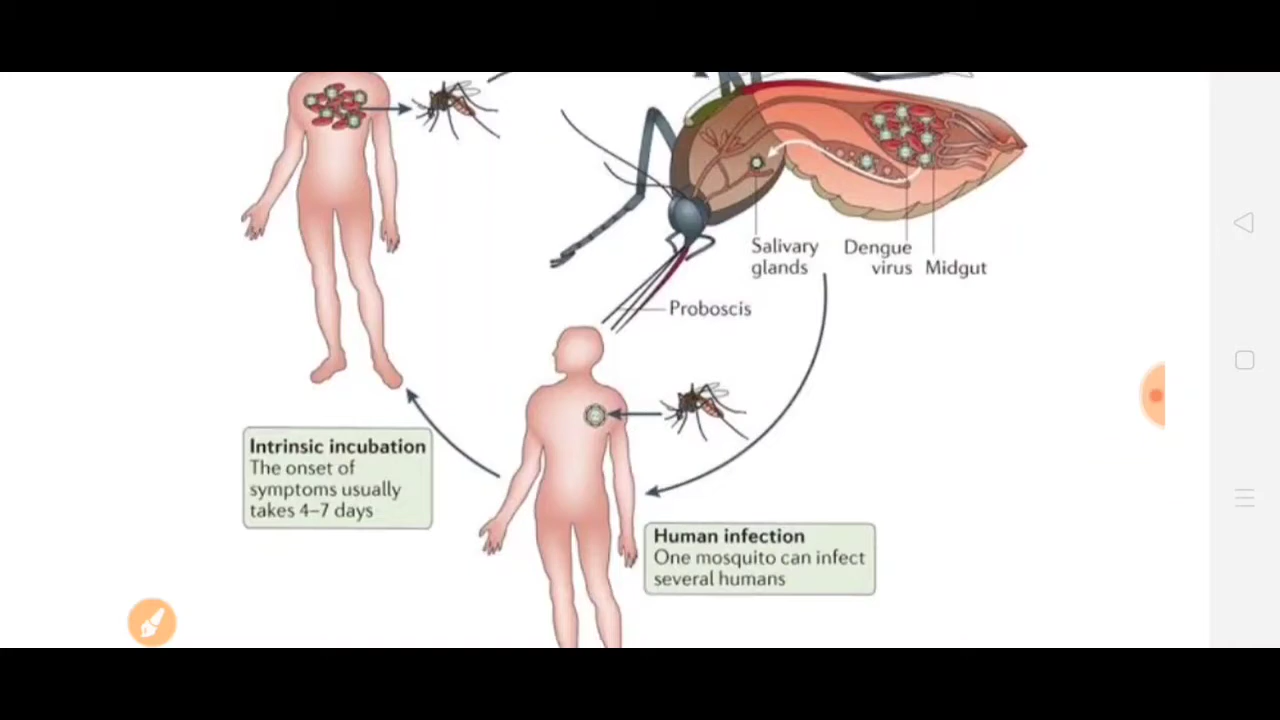 Salivary
glands
Dengue
virus
Midgut
Proboscis
Intrinsic incubation
The onset of
symptoms usually
takes 4–7 days
Human infection
One mosquito can infect
several humans